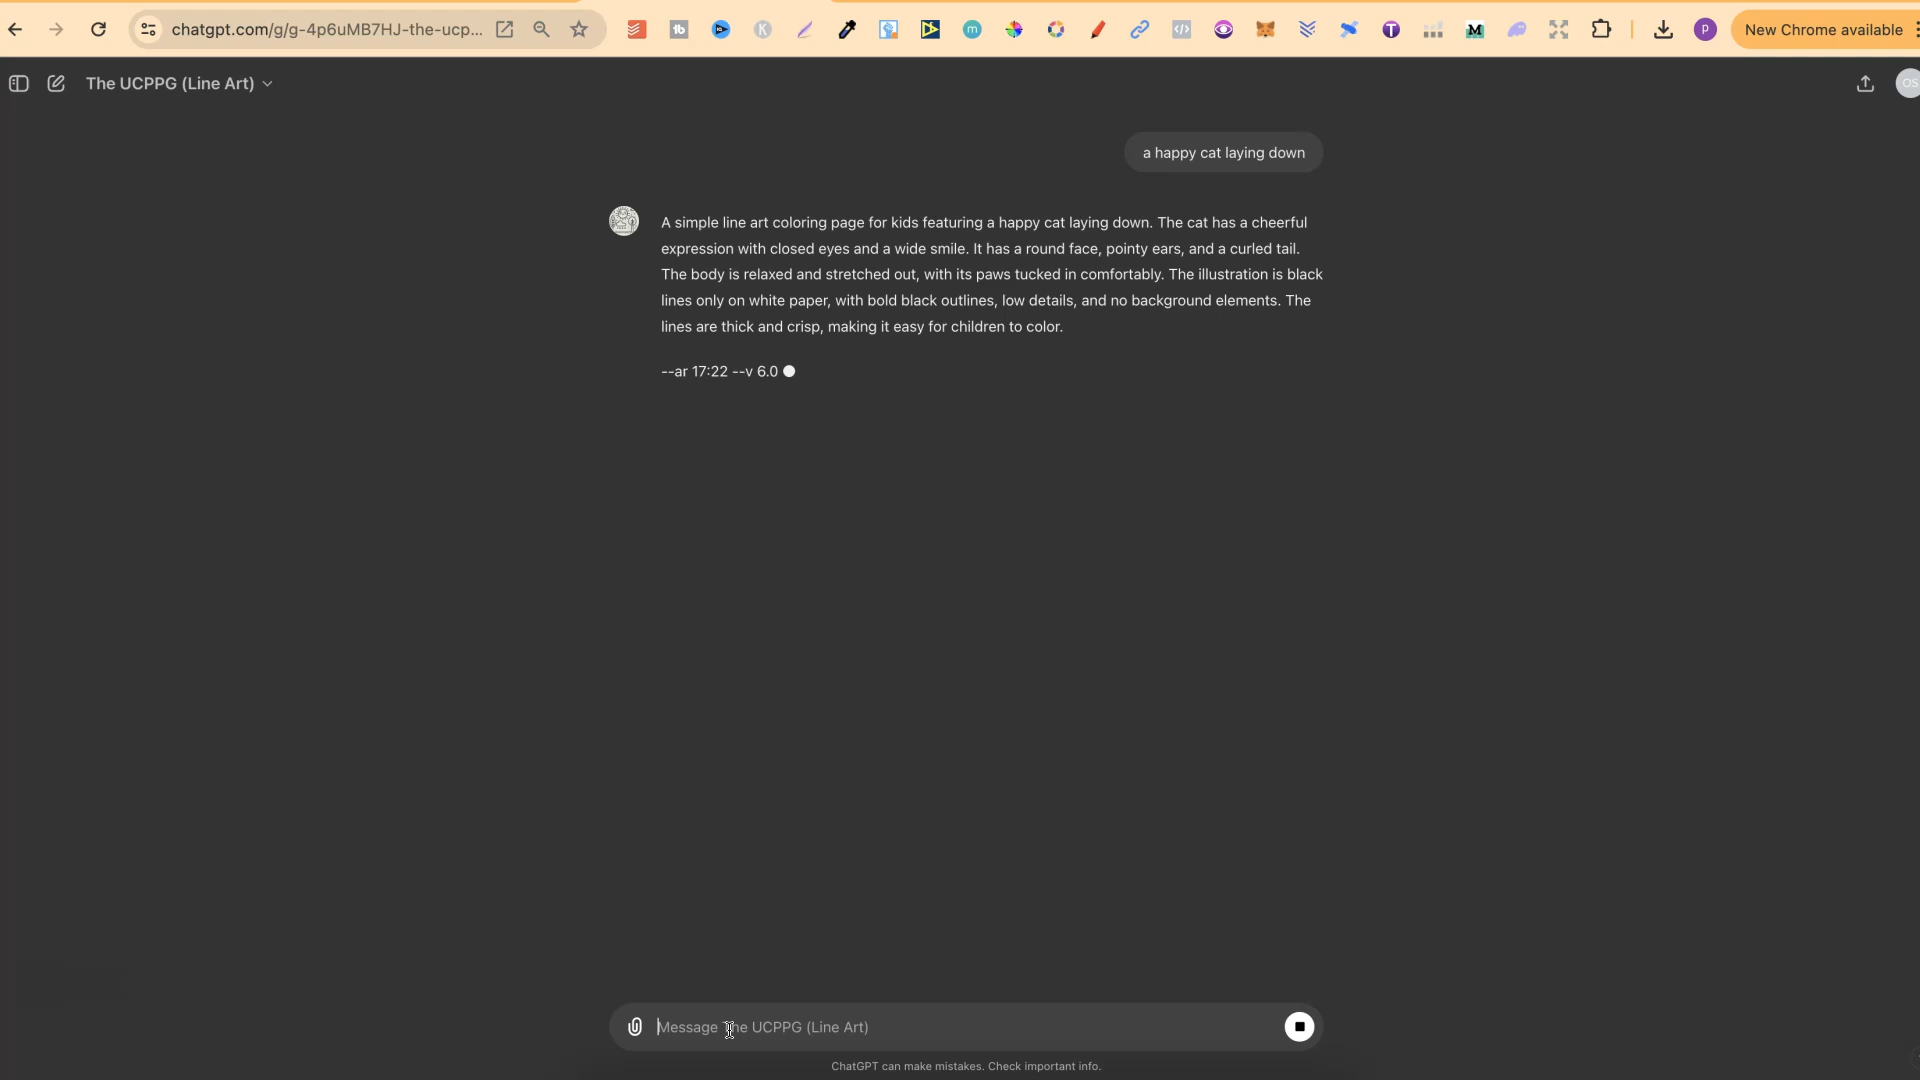 chatgpt.com/g/g-4p6uMB7HJ-the-ucp...
New Chrome available
The UCPPG (Line Art)
OS
a happy cat laying down
A simple line art coloring page for kids featuring a happy cat laying down. The cat has a cheerful
expression with closed eyes and a wide smile. It has a round face, pointy ears, and a curled tail.
The body is relaxed and stretched out, with its paws tucked in comfortably. The illustration is black
lines only on white paper, with bold black outlines, low details, and no background elements. The
lines are thick and crisp, making it easy for children to color.
--ar 17:22 --v 6.0
Message The UCPPG (Line Art)
ChatGPT can make mistakes. Check important info.